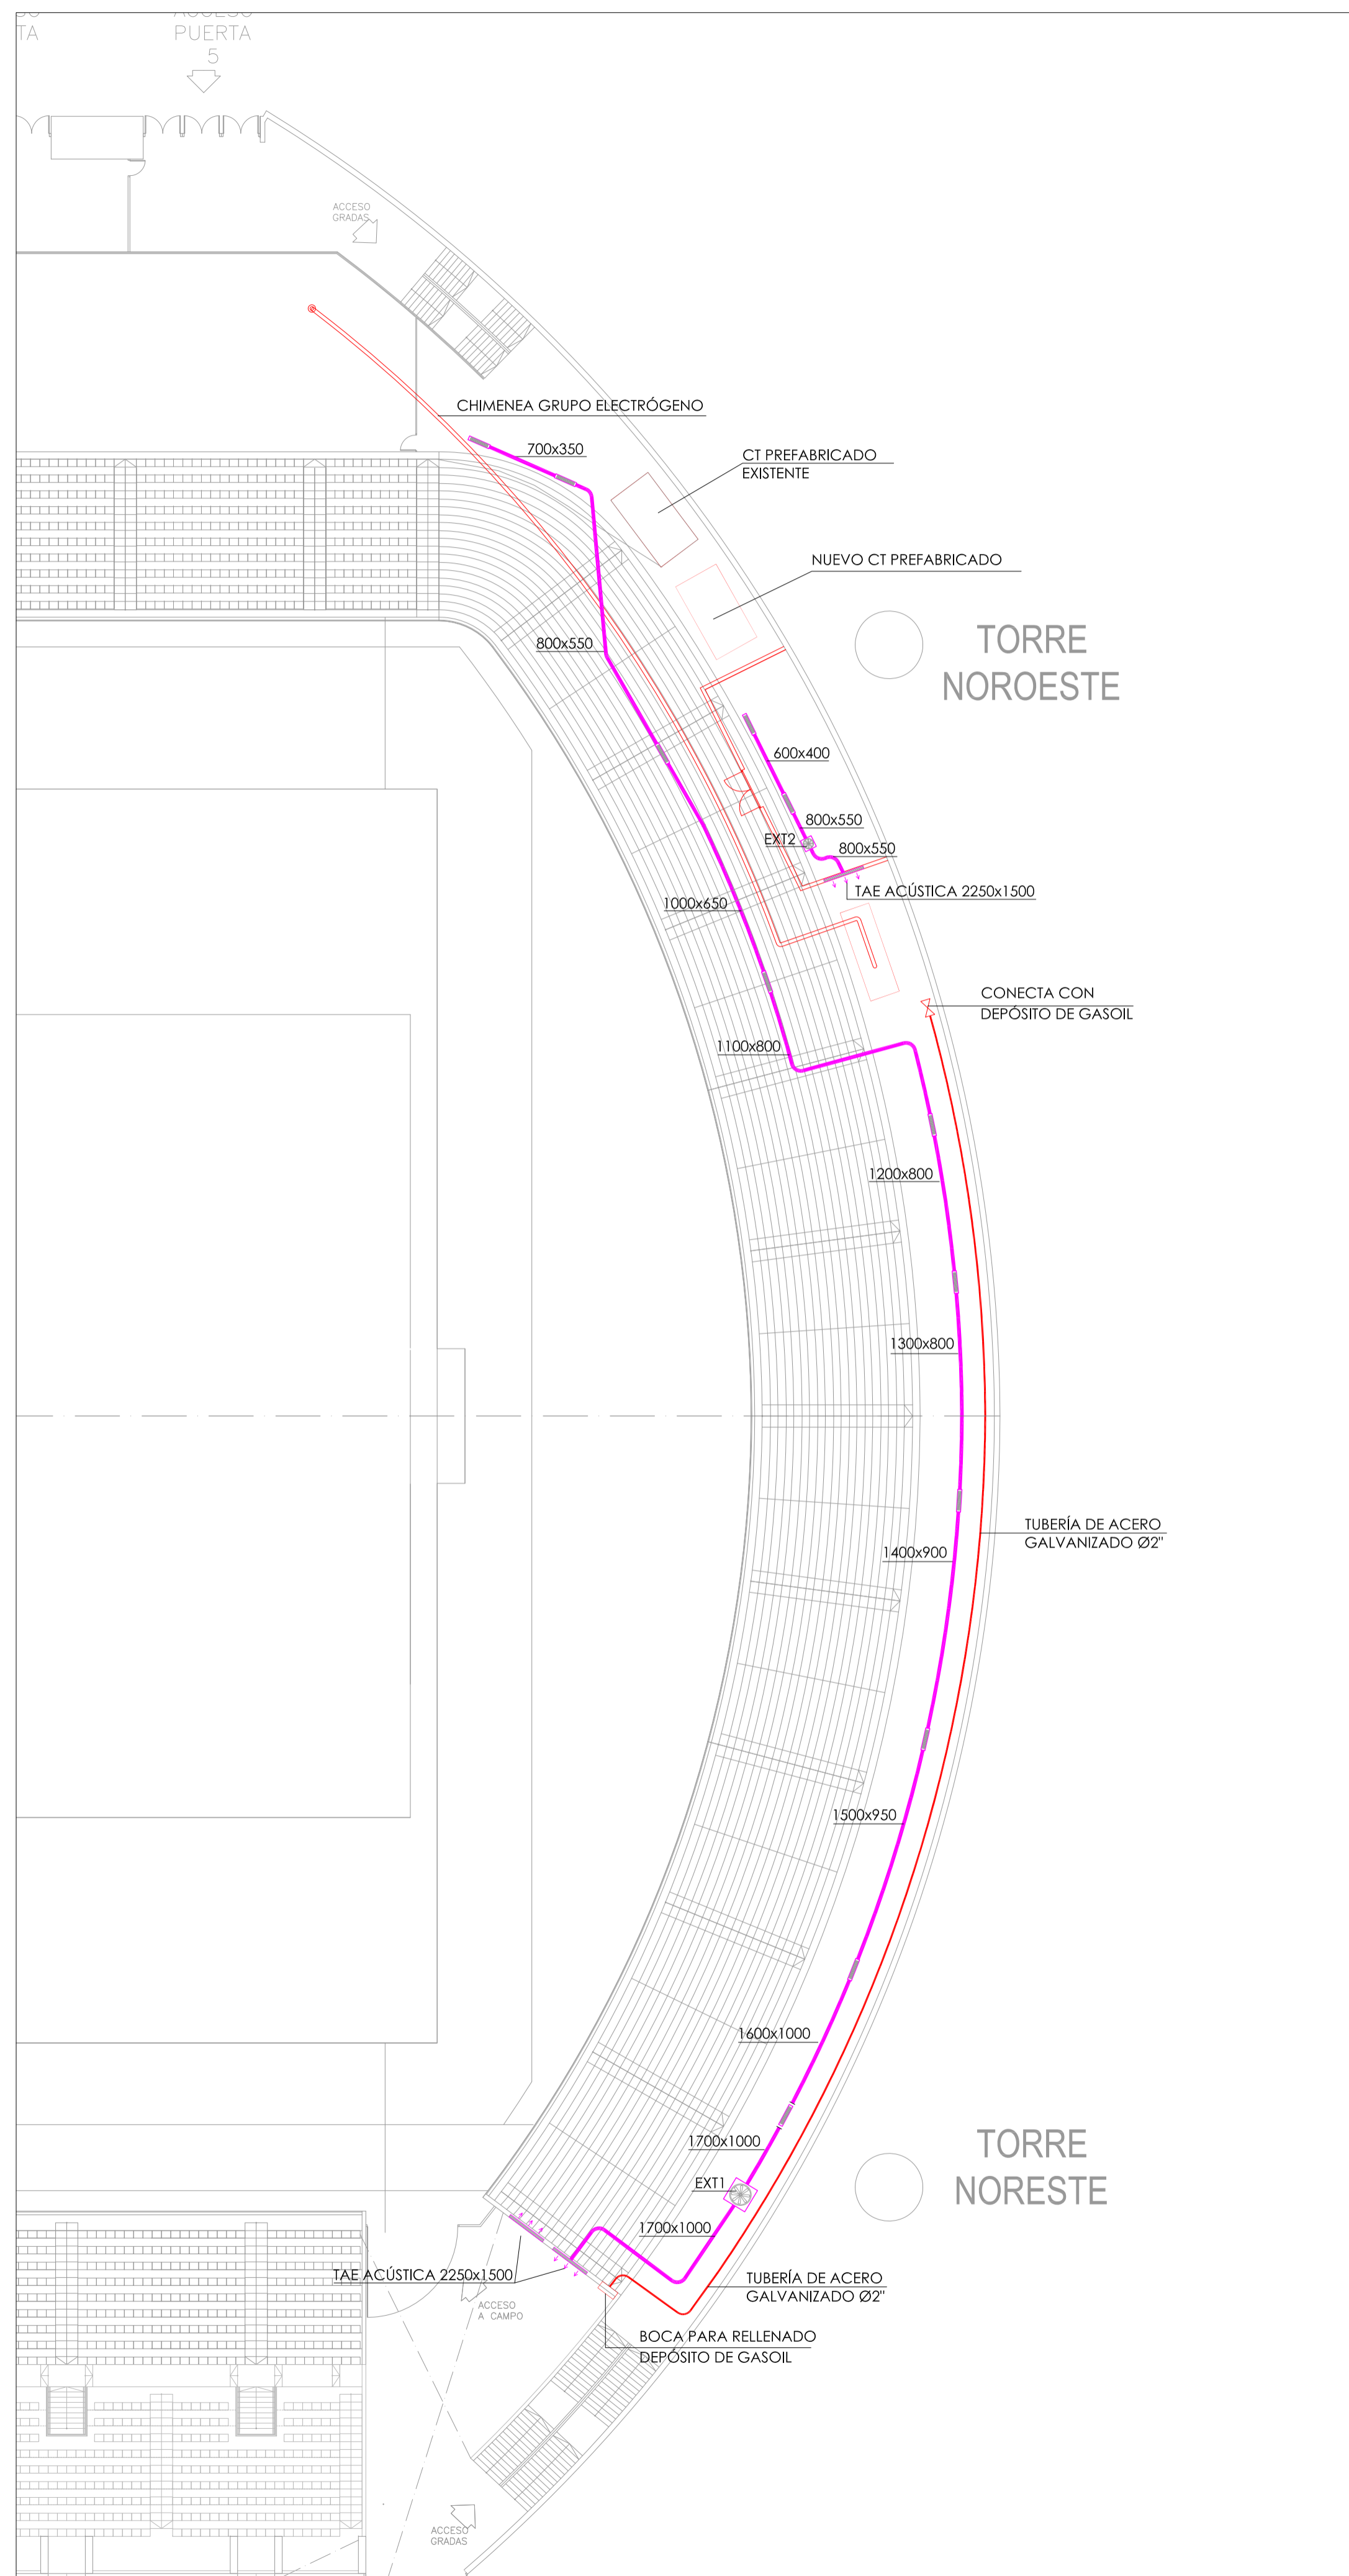 TA
PUERTA
5
ACCESO
GRADAS
CHIMENEA GRUPO ELECTRÓGENO
700x350
CT PREFABRICADO
EXISTENTE
NUEVO CT PREFABRICADO
TORRE
NOROESTE
800x550
600x400
800x550
EXT2
800x550
TAE ACÚSTICA 2250x1500
1000x650
CONECTA CON
DEPÓSITO DE GASOIL
1100x800
1200x800
1300x800
TUBERÍA DE ACERO
GALVANIZADO Ø2"
1400x900
1500x950
1600x1000
TORRE
NORESTE
1700x1000
EXT1
1700x1000
TAE ACÚSTICA 2250x1500
TUBERÍA DE ACERO
GALVANIZADO Ø2"
ACCESO
A CAMPO
BOCA PARA RELLENADO
DEPÓSITO DE GASOIL
ACCESO
GRADAS